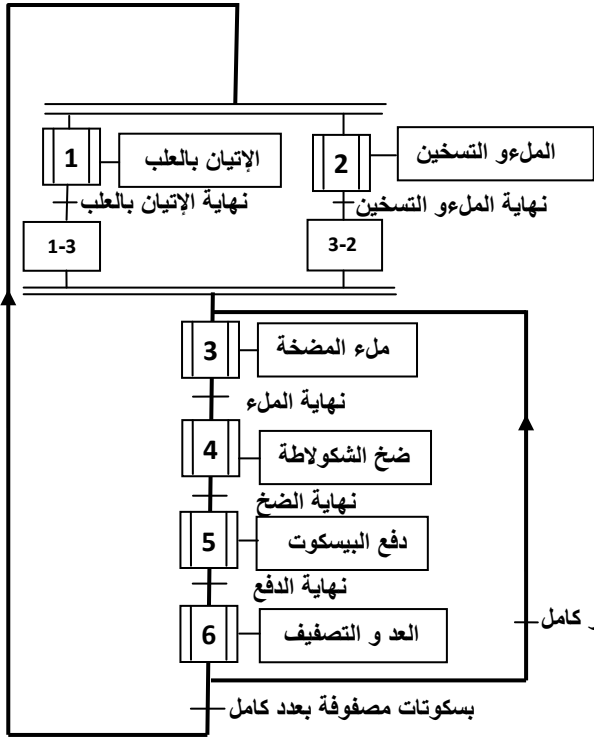 1
الإتيان بالعلب
2
الملءو التسخين
نهاية الإتيان بالعلب
نهاية الملءو التسخين
1-3
3-2
3
ملء المضخة
نهاية الملء
4
ضخ الشكولاطة
نهاية الضخ
5
دفع البيسكوت
نهاية الدفع
6
العد و التصفيف
كامل
بسكوتات مصفوفة بعدد كامل